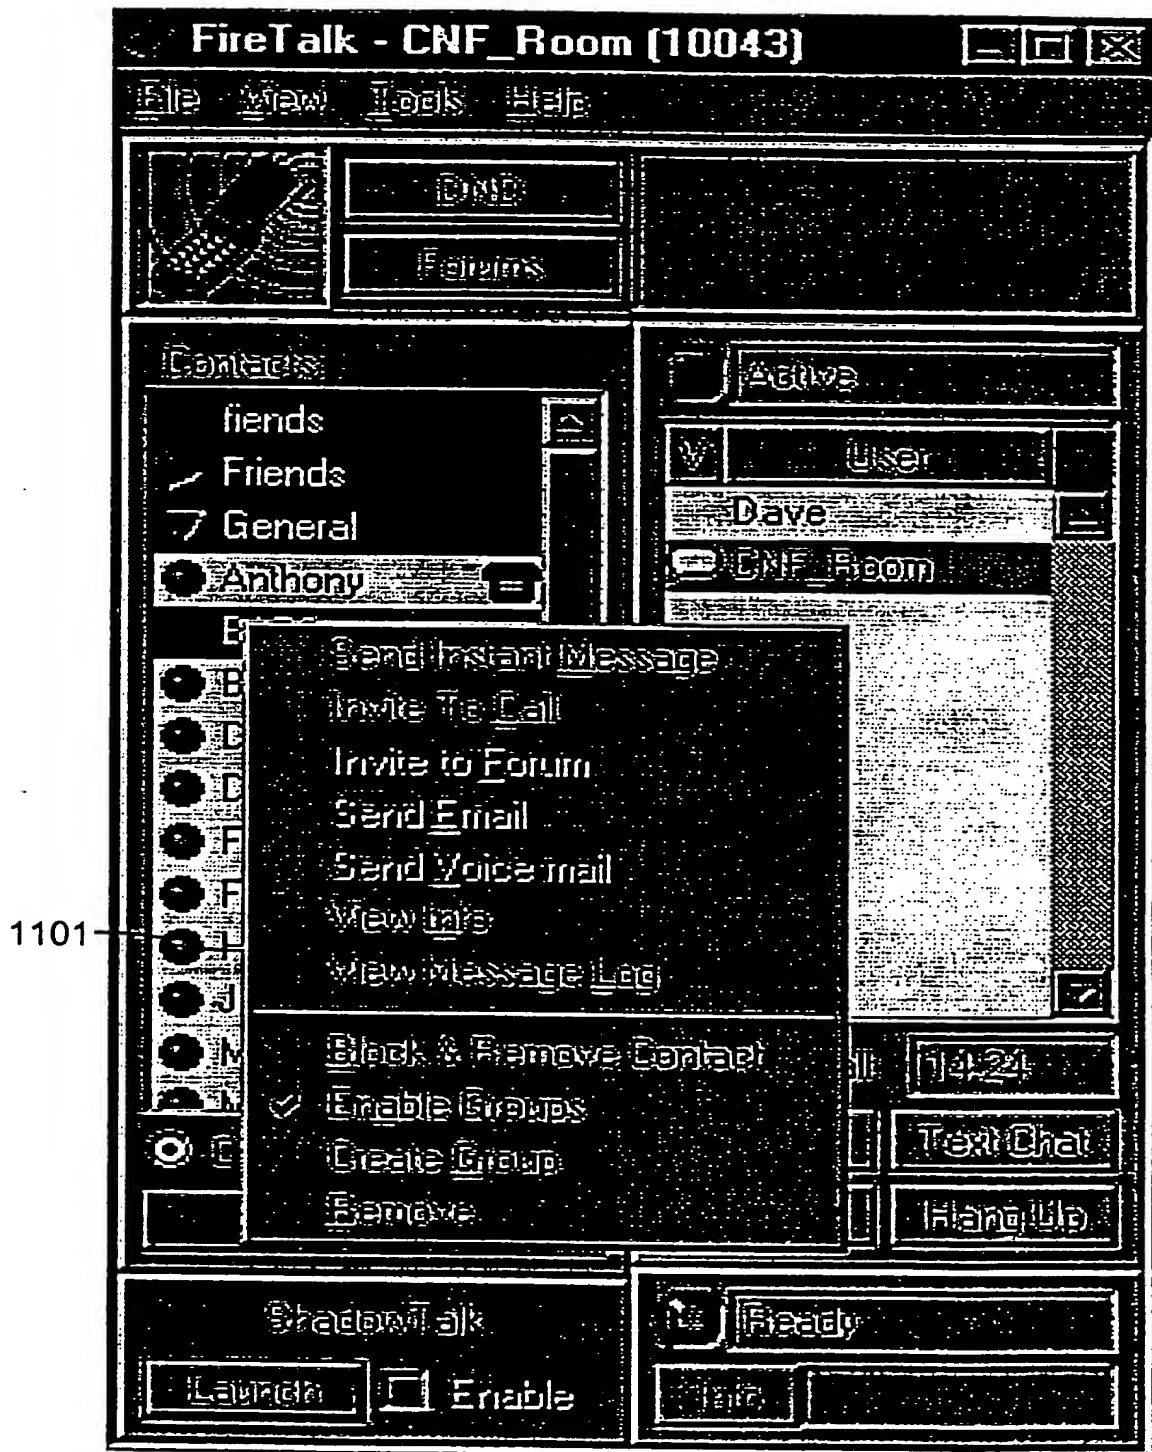 FireTalk - CNF_Room (10043)
File View Tools Help
DND
Forums
Contacts:
fiends
Friends
General
Anthony
B
D
D
F
F
J
M
Active
V User
Dave
CNF_Room
Send Instant Message
Invite To Call
Invite to Forum
Send Email
Send Voice mail
View Info
View Message Log
Block & Remove Contact
Enable Groups
Create Group
Remove
1101
14:24
Text Chat
Hang Up
ShadowTalk
Launch Enable
Ready
Info